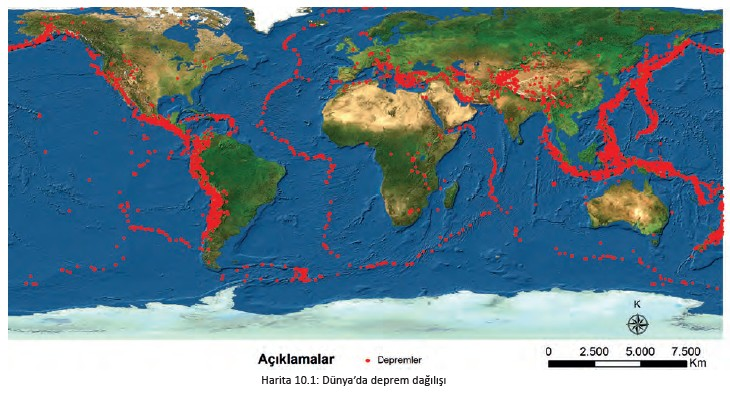 K
Açıklamalar
Depremler
0 2.500 5.000 7.500
Km
Harita 10.1: Dünya’da deprem dağılışı